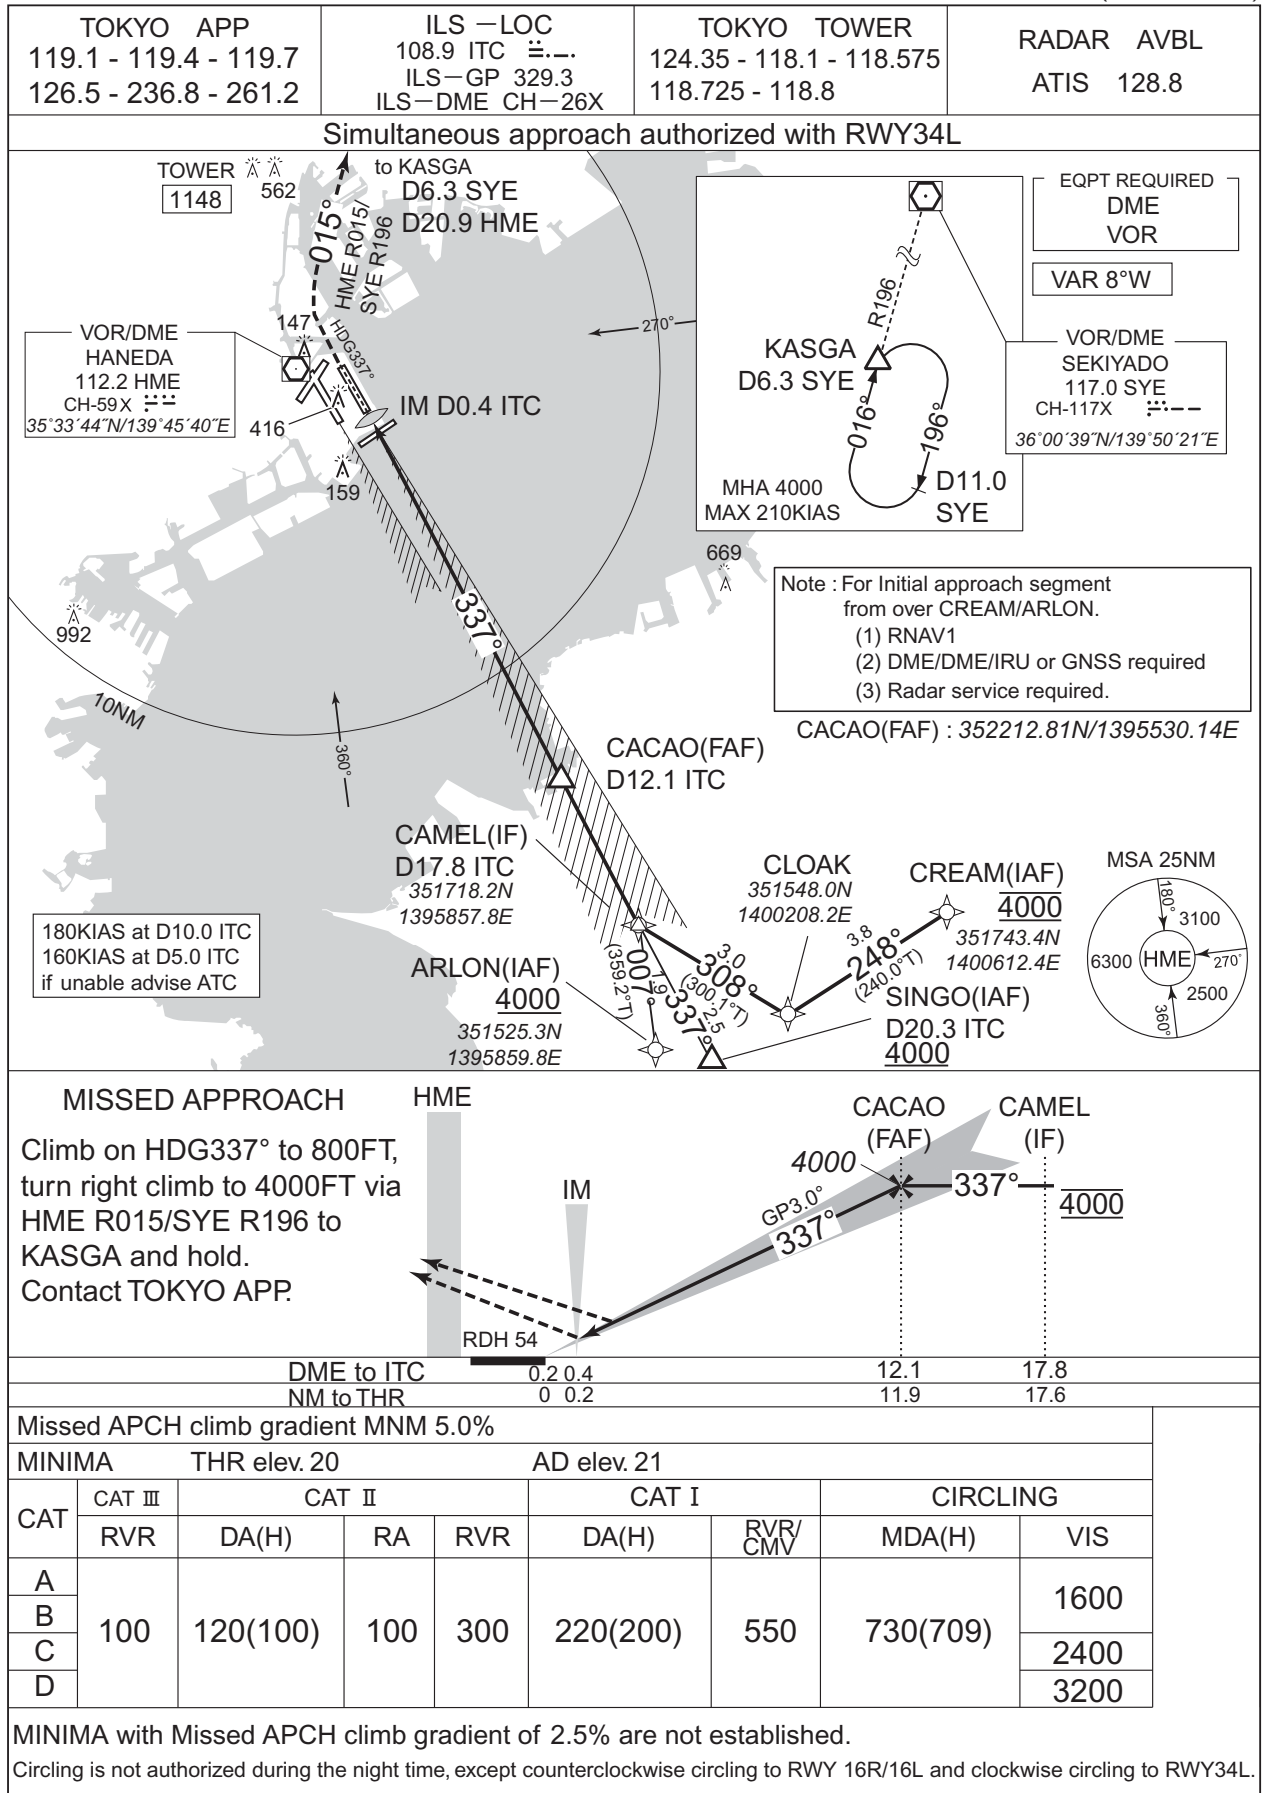 TOKYO APP
119.1 - 119.4 - 119.7
126.5 - 236.8 - 261.2
ILS－LOC
108.9 ITC
ILS－GP 329.3
ILS－DME CH－26X
TOKYO TOWER
124.35 - 118.1 - 118.575
118.725 - 118.8
RADAR AVBL
ATIS 128.8
Simultaneous approach authorized with RWY34L
TOWER
1148
562
to KASGA
D6.3 SYE
D20.9 HME
015°
HME R015/
SYE R196
HDG337°
147
VOR/DME
HANEDA
112.2 HME
CH-59X
35°33´44˝N/139°45´40˝E
416
159
IM D0.4 ITC
270°
R196
KASGA
D6.3 SYE
016°
196°
D11.0
SYE
MHA 4000
MAX 210KIAS
EQPT REQUIRED
DME
VOR
VAR 8°W
VOR/DME
SEKIYADO
117.0 SYE
CH-117X
36°00´39˝N/139°50´21˝E
669
992
10NM
360°
337°
Note : For Initial approach segment
from over CREAM/ARLON.
(1) RNAV1
(2) DME/DME/IRU or GNSS required
(3) Radar service required.
CACAO(FAF) : 352212.81N/1395530.14E
CACAO(FAF)
D12.1 ITC
CAMEL(IF)
D17.8 ITC
351718.2N
1395857.8E
CLOAK
351548.0N
1400208.2E
CREAM(IAF)
4000
351743.4N
1400612.4E
3.8
248°
(240.0°T)
3.0
308°
(300.1°T)
180KIAS at D10.0 ITC
160KIAS at D5.0 ITC
if unable advise ATC
ARLON(IAF)
4000
351525.3N
1395859.8E
007°
(359.2°T)
1.9
337°
2.5
SINGO(IAF)
D20.3 ITC
4000
MSA 25NM
180°
3100
6300
HME
270°
2500
360°
MISSED APPROACH
Climb on HDG337° to 800FT,
turn right climb to 4000FT via
HME R015/SYE R196 to
KASGA and hold.
Contact TOKYO APP.
HME
IM
RDH 54
CACAO
(FAF)
CAMEL
(IF)
4000
GP3.0°
337°
337°
4000
DME to ITC 0.2 0.4 12.1 17.8
NM to THR 0 0.2 11.9 17.6
Missed APCH climb gradient MNM 5.0%
MINIMA THR elev. 20 AD elev. 21
CAT CAT Ⅲ CAT Ⅱ CAT Ⅰ CIRCLING
RVR DA(H) RA RVR DA(H) RVR/CMV MDA(H) VIS
A
B
C
D
100 120(100) 100 300 220(200) 550 730(709)
1600
2400
3200
MINIMA with Missed APCH climb gradient of 2.5% are not established.
Circling is not authorized during the night time, except counterclockwise circling to RWY 16R/16L and clockwise circling to RWY34L.